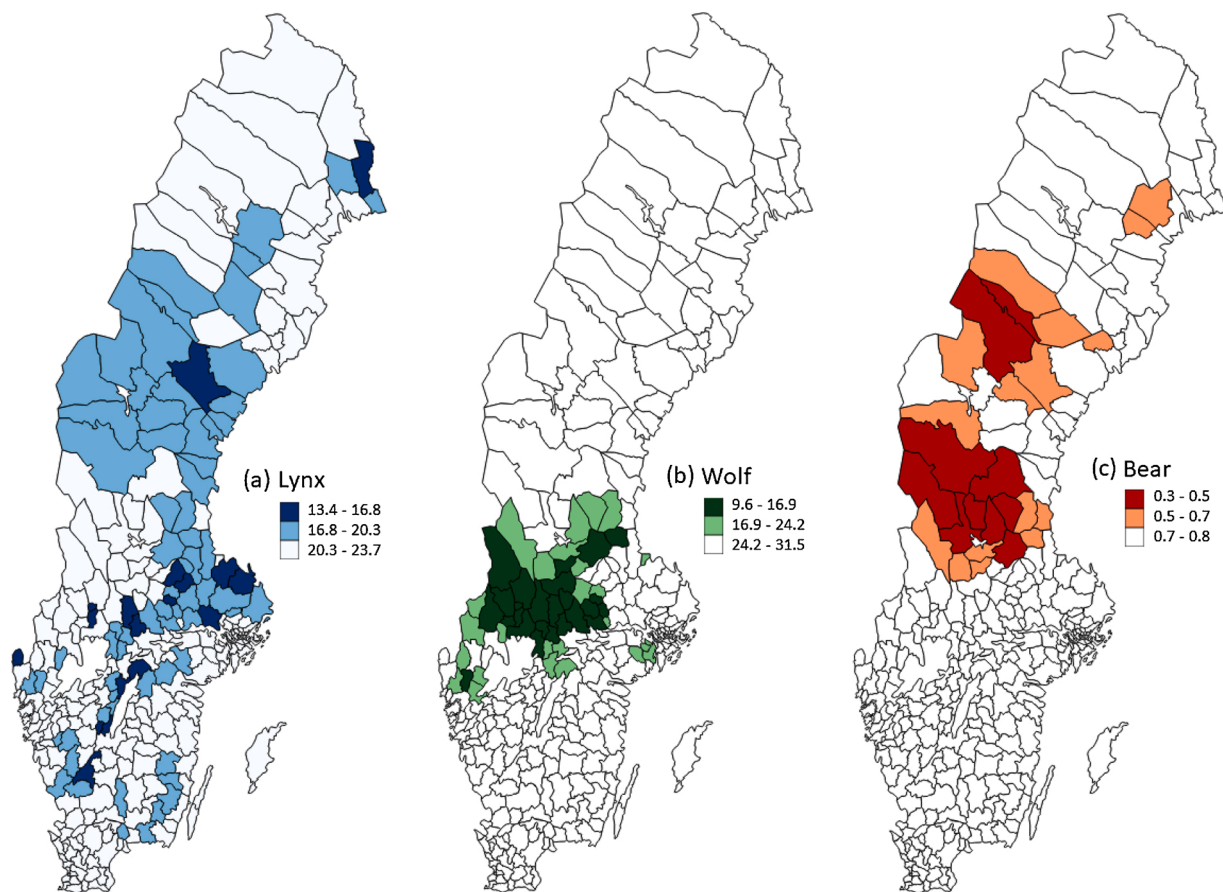 (a) Lynx
13.4 - 16.8
16.8 - 20.3
20.3 - 23.7
(b) Wolf
9.6 - 16.9
16.9 - 24.2
24.2 - 31.5
(c) Bear
0.3 - 0.5
0.5 - 0.7
0.7 - 0.8